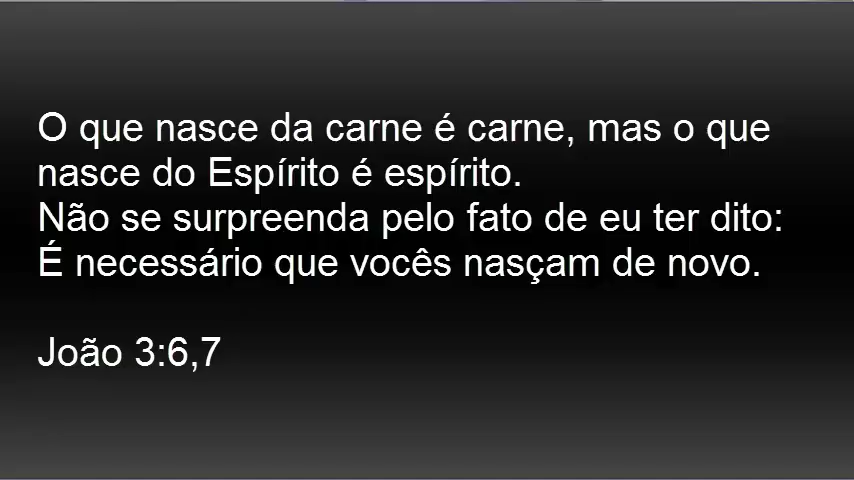 O que nasce da carne é carne, mas o que
nasce do Espírito é espírito.
Não se surpreenda pelo fato de eu ter dito:
É necessário que vocês nasçam de novo.
João 3:6,7